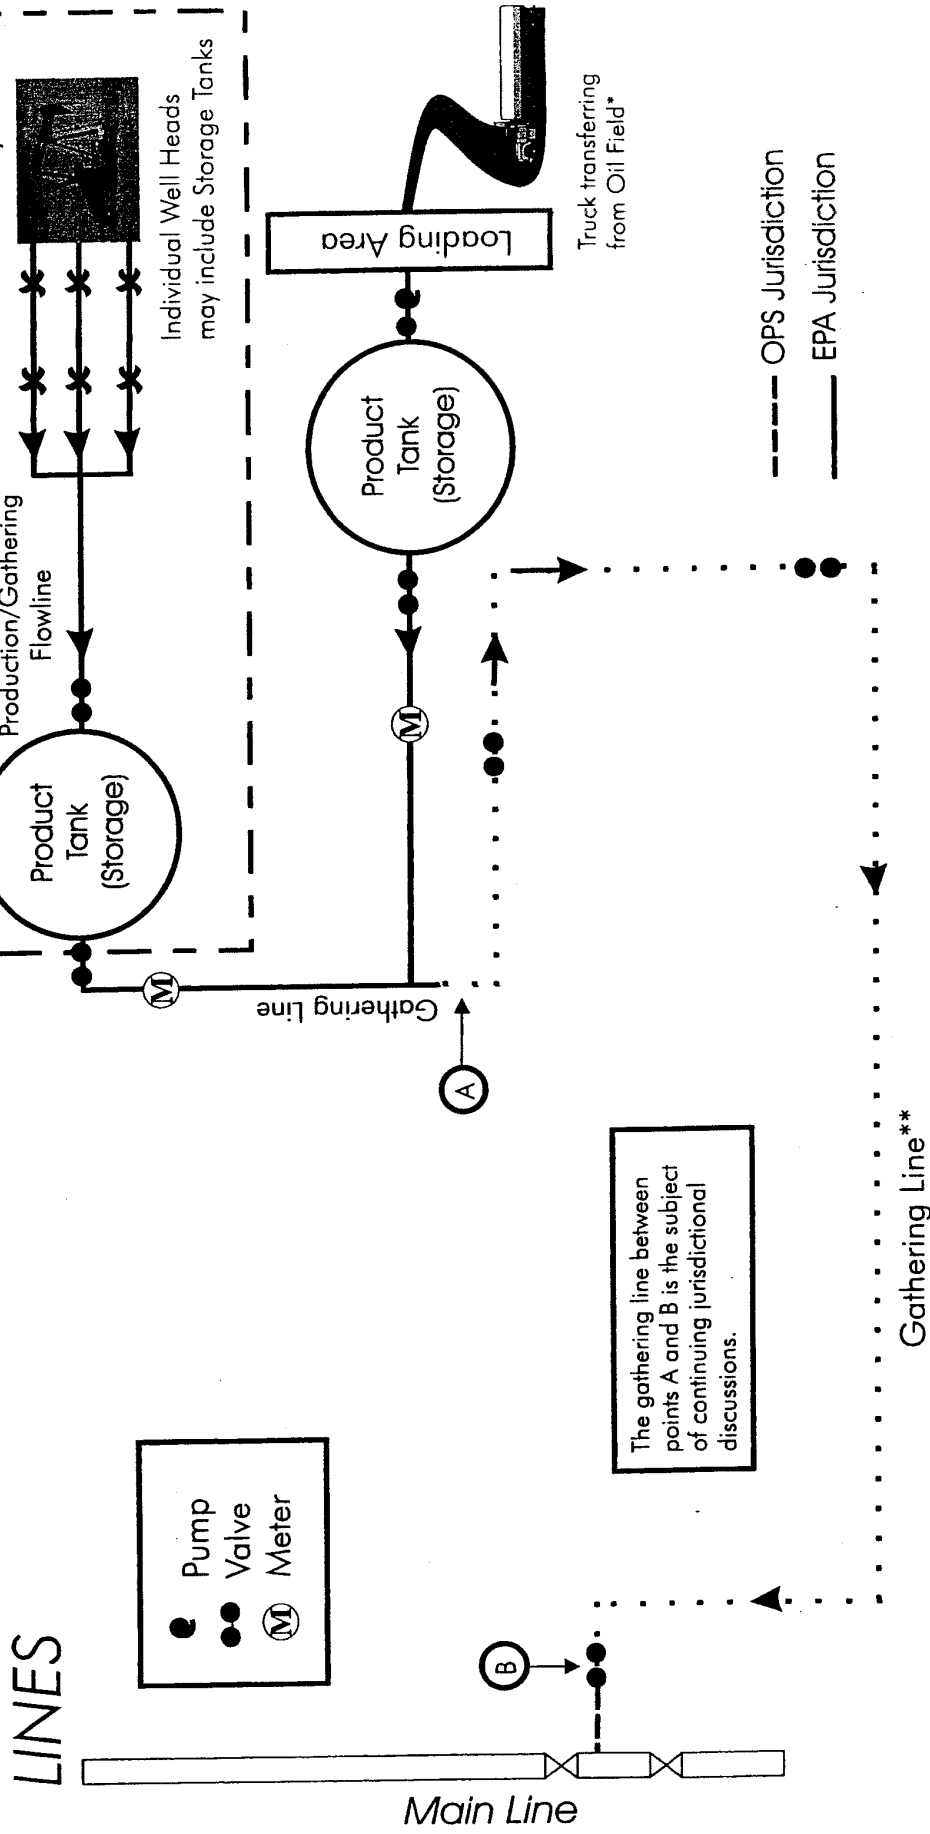 LINES
Pump
Valve
M Meter
Product
Tank
(Storage)
Production/Gathering
Flowline
Individual Well Heads
may include Storage Tanks
M
Gathering Line
M
Product
Tank
(Storage)
Loading Area
Truck transferring
from Oil Field*
A
B
The gathering line between
points A and B is the subject
of continuing jurisdictional
discussions.
OPS Jurisdiction
EPA Jurisdiction
Main Line
Gathering Line**